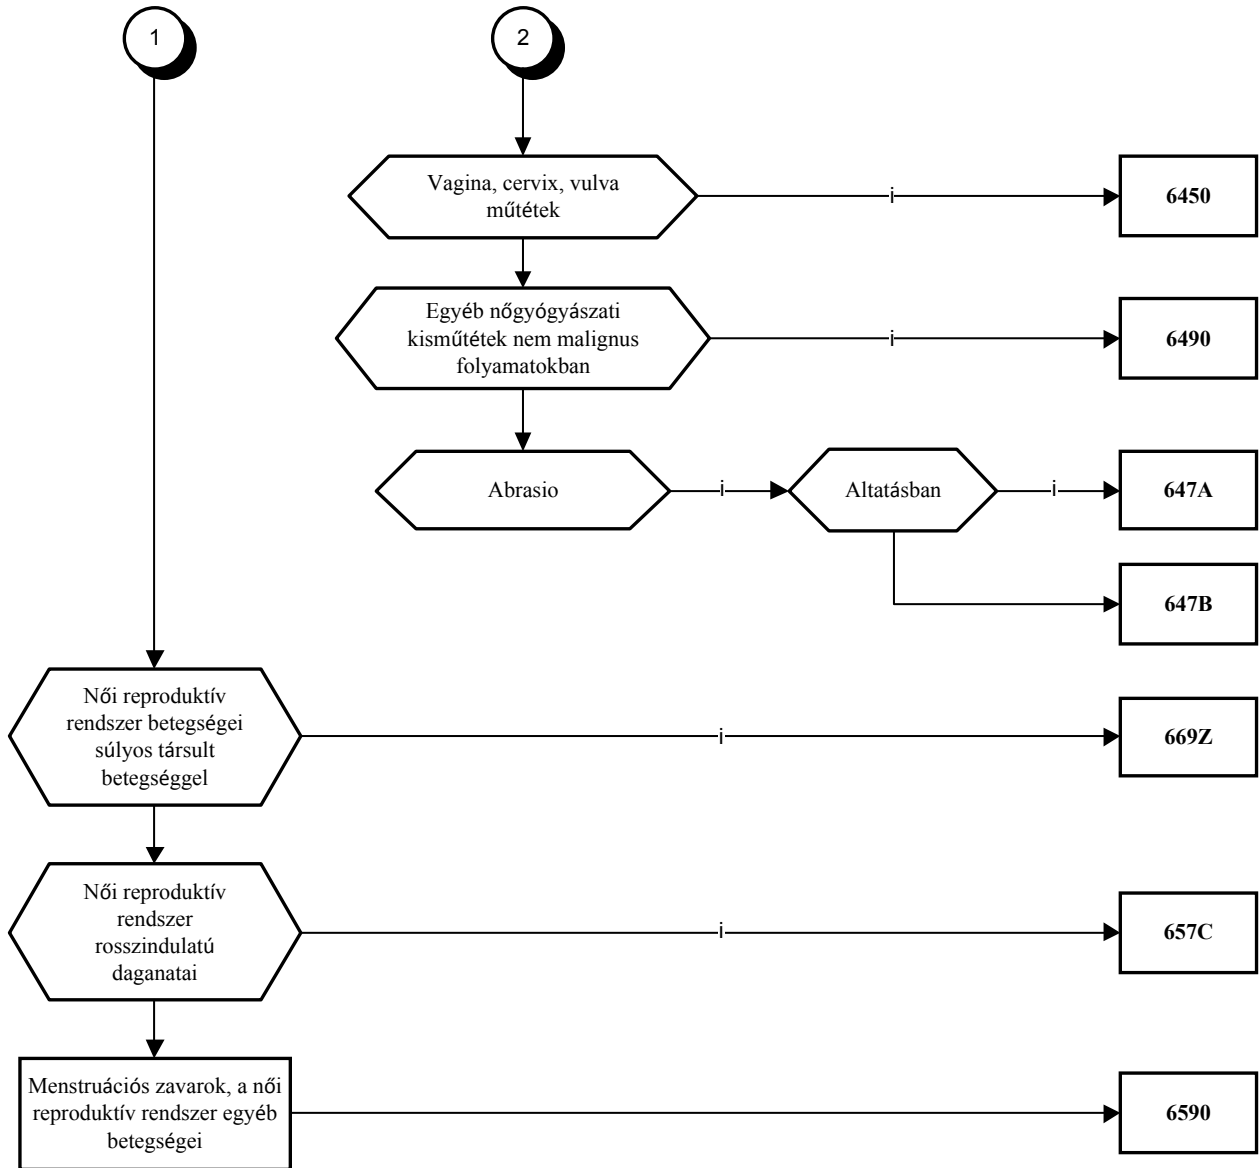 1
2
Vagina, cervix, vulva
műtétek
i
6450
Egyéb nőgyógyászati
kisműtétek nem malignus
folyamatokban
i
6490
Abrasio
i
Altatásban
i
647A
647B
Női reproduktív
rendszer betegségei
súlyos társult
betegséggel
i
669Z
Női reproduktív
rendszer
rosszindulatú
daganatai
i
657C
Menstruációs zavarok, a női
reproduktív rendszer egyéb
betegségei
6590